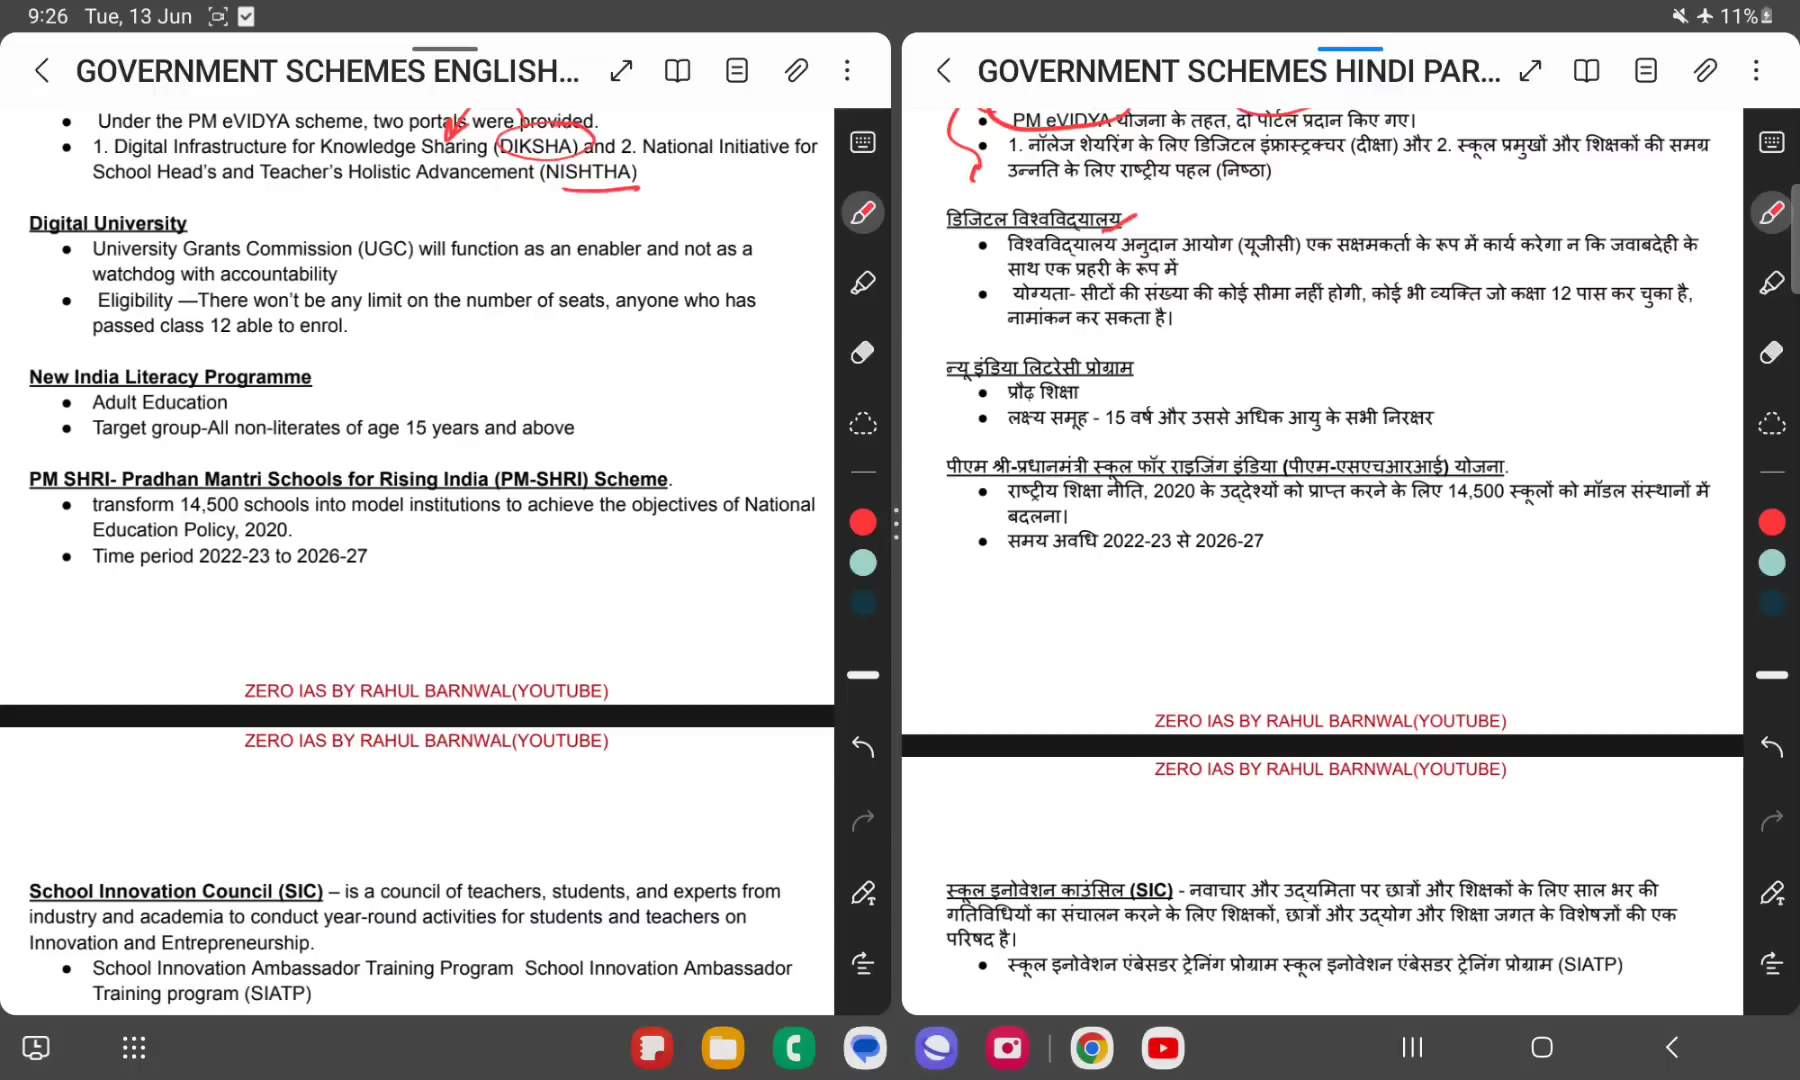 9:26 Tue, 13 Jun
11%
GOVERNMENT SCHEMES ENGLISH...
Under the PM eVIDYA scheme, two portals were provided.
1. Digital Infrastructure for Knowledge Sharing (DIKSHA) and 2. National Initiative for
School Head's and Teacher's Holistic Advancement (NISHTHA)
Digital University
University Grants Commission (UGC) will function as an enabler and not as a
watchdog with accountability
Eligibility —There won't be any limit on the number of seats, anyone who has
passed class 12 able to enrol.
New India Literacy Programme
Adult Education
Target group-All non-literates of age 15 years and above
PM SHRI- Pradhan Mantri Schools for Rising India (PM-SHRI) Scheme.
transform 14,500 schools into model institutions to achieve the objectives of National
Education Policy, 2020.
Time period 2022-23 to 2026-27
ZERO IAS BY RAHUL BARNWAL(YOUTUBE)
ZERO IAS BY RAHUL BARNWAL(YOUTUBE)
School Innovation Council (SIC) – is a council of teachers, students, and experts from
industry and academia to conduct year-round activities for students and teachers on
Innovation and Entrepreneurship.
School Innovation Ambassador Training Program School Innovation Ambassador
Training program (SIATP)
GOVERNMENT SCHEMES HINDI PAR...
PM eVIDYA योजना के तहत, दो पोर्टल प्रदान किए गए।
1. नॉलेज शेयरिंग के लिए डिजिटल इंफ्रास्ट्रक्चर (दीक्षा) और 2. स्कूल प्रमुखों और शिक्षकों की समग्र
उन्नति के लिए राष्ट्रीय पहल (निष्ठा)
डिजिटल विश्वविद्यालय
विश्वविद्यालय अनुदान आयोग (यूजीसी) एक सक्षमकर्ता के रूप में कार्य करेगा न कि जवाबदेही के
साथ एक प्रहरी के रूप में
योग्यता- सीटों की संख्या की कोई सीमा नहीं होगी, कोई भी व्यक्ति जो कक्षा 12 पास कर चुका है,
नामांकन कर सकता है।
न्यू इंडिया लिटरेसी प्रोग्राम
प्रौढ़ शिक्षा
लक्ष्य समूह - 15 वर्ष और उससे अधिक आयु के सभी निरक्षर
पीएम श्री-प्रधानमंत्री स्कूल फॉर राइजिंग इंडिया (पीएम-एसएचआरआई) योजना.
राष्ट्रीय शिक्षा नीति, 2020 के उद्देश्यों को प्राप्त करने के लिए 14,500 स्कूलों को मॉडल संस्थानों में
बदलना।
समय अवधि 2022-23 से 2026-27
ZERO IAS BY RAHUL BARNWAL(YOUTUBE)
ZERO IAS BY RAHUL BARNWAL(YOUTUBE)
स्कूल इनोवेशन काउंसिल (SIC) - नवाचार और उद्यमिता पर छात्रों और शिक्षकों के लिए साल भर की
गतिविधियों का संचालन करने के लिए शिक्षकों, छात्रों और उद्योग और शिक्षा जगत के विशेषज्ञों की एक
परिषद है।
स्कूल इनोवेशन एंबेसडर ट्रेनिंग प्रोग्राम स्कूल इनोवेशन एंबेसडर ट्रेनिंग प्रोग्राम (SIATP)